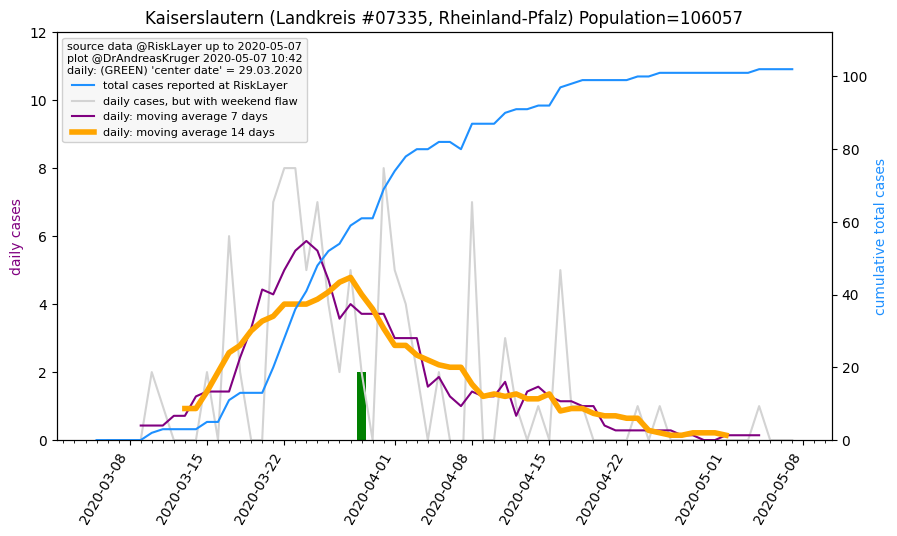 Kaiserslautern (Landkreis #07335, Rheinland-Pfalz) Population=106057
source data @RiskLayer up to 2020-05-07
plot @DrAndreasKruger 2020-05-07 10:42
daily: (GREEN) 'center date' = 29.03.2020
total cases reported at RiskLayer
daily cases, but with weekend flaw
daily: moving average 7 days
daily: moving average 14 days
daily cases
12
10
8
6
4
2
0
cumulative total cases
100
80
60
40
20
0
2020-03-08
2020-03-15
2020-03-22
2020-04-01
2020-04-08
2020-04-15
2020-04-22
2020-05-01
2020-05-08